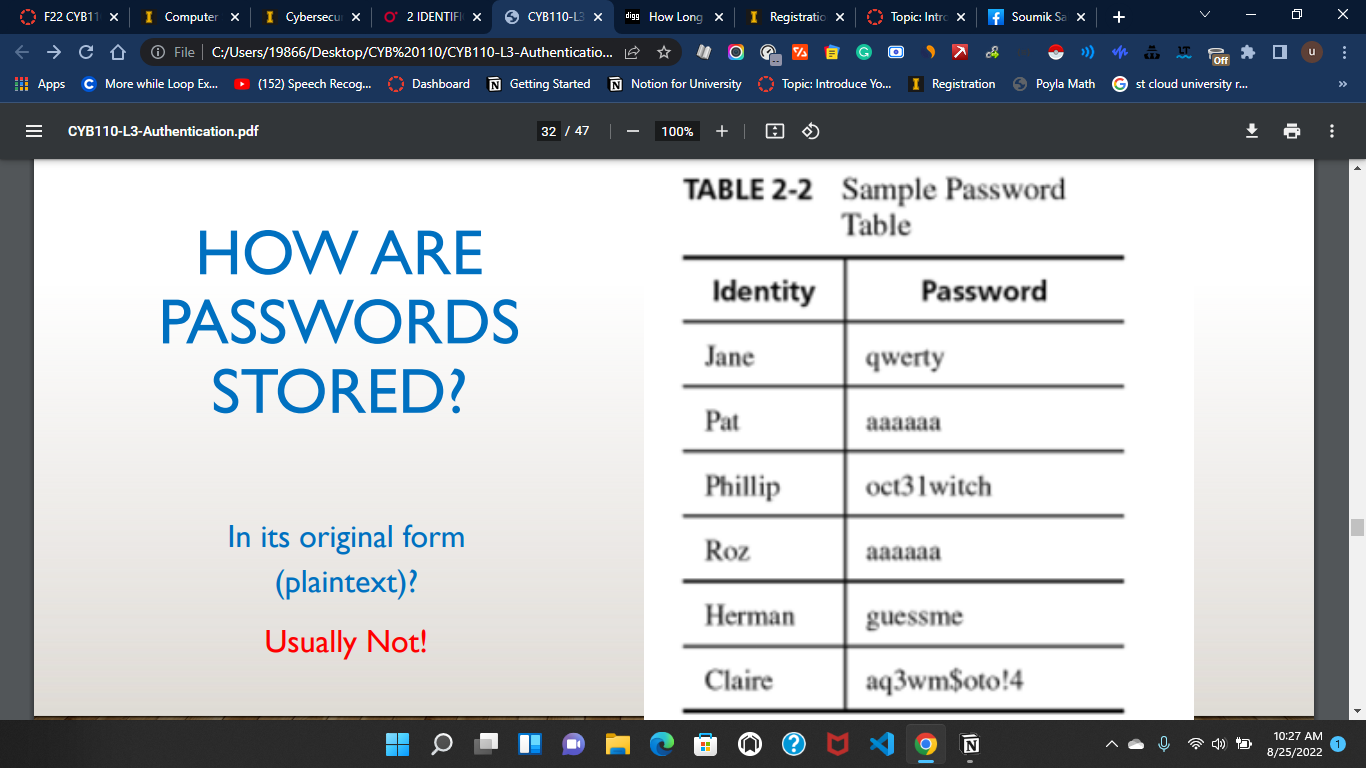 F22 CYB11
Computer
Cybersecu
2 IDENTIFI
CYB110-L3
digg
How Long
Registratio
Topic: Intro
Soumik Sa
File
C:/Users/19866/Desktop/CYB%20110/CYB110-L3-Authenticatio...
Off
u
Apps
More while Loop Ex...
(152) Speech Recog...
Dashboard
Getting Started
Notion for University
Topic: Introduce Yo...
Registration
Poyla Math
st cloud university r...
CYB110-L3-Authentication.pdf
32 / 47
100%
HOW ARE
PASSWORDS
STORED?
In its original form
(plaintext)?
Usually Not!
TABLE 2-2 Sample Password
Table
Identity Password
Jane qwerty
Pat aaaaaa
Phillip oct31witch
Roz aaaaaa
Herman guessme
Claire aq3wm$oto!4
10:27 AM
8/25/2022
1